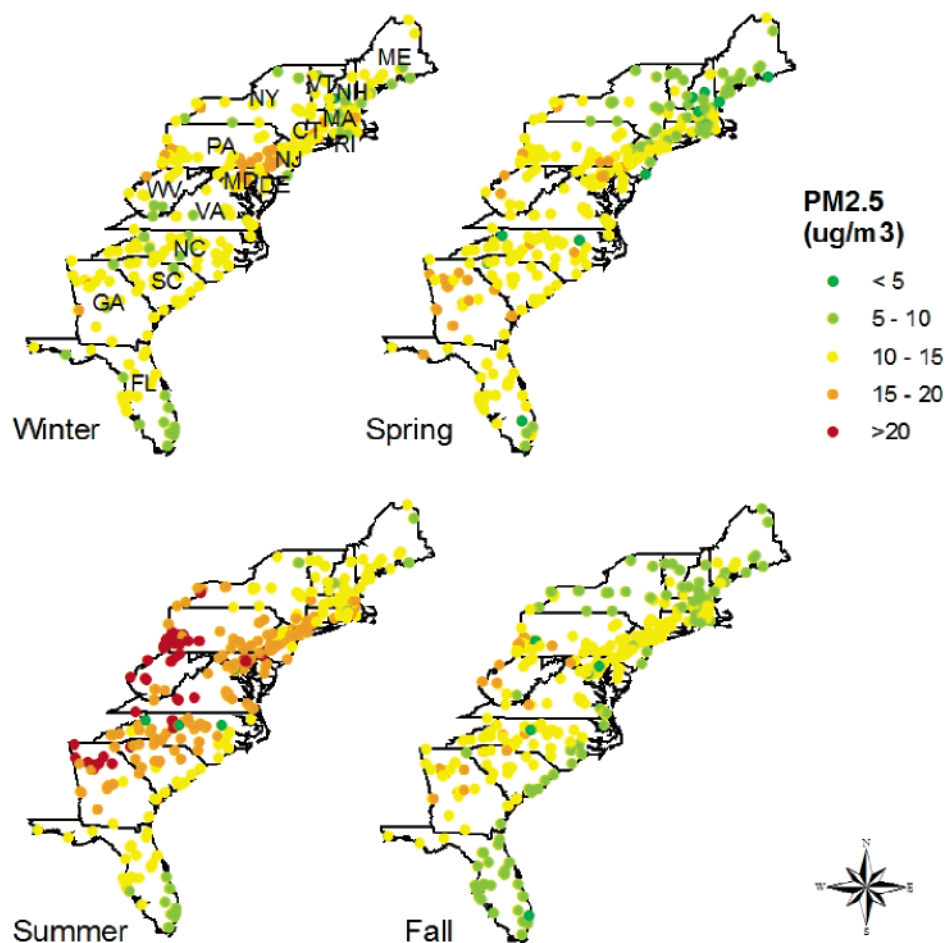 ME
VT
NY
NH
MA
CT
RI
PA
NJ
MD DE
WV
VA
NC
SC
GA
FL
Winter
Spring
PM2.5
(ug/m3)
< 5
5 - 10
10 - 15
15 - 20
>20
Summer
Fall
N
W E
S